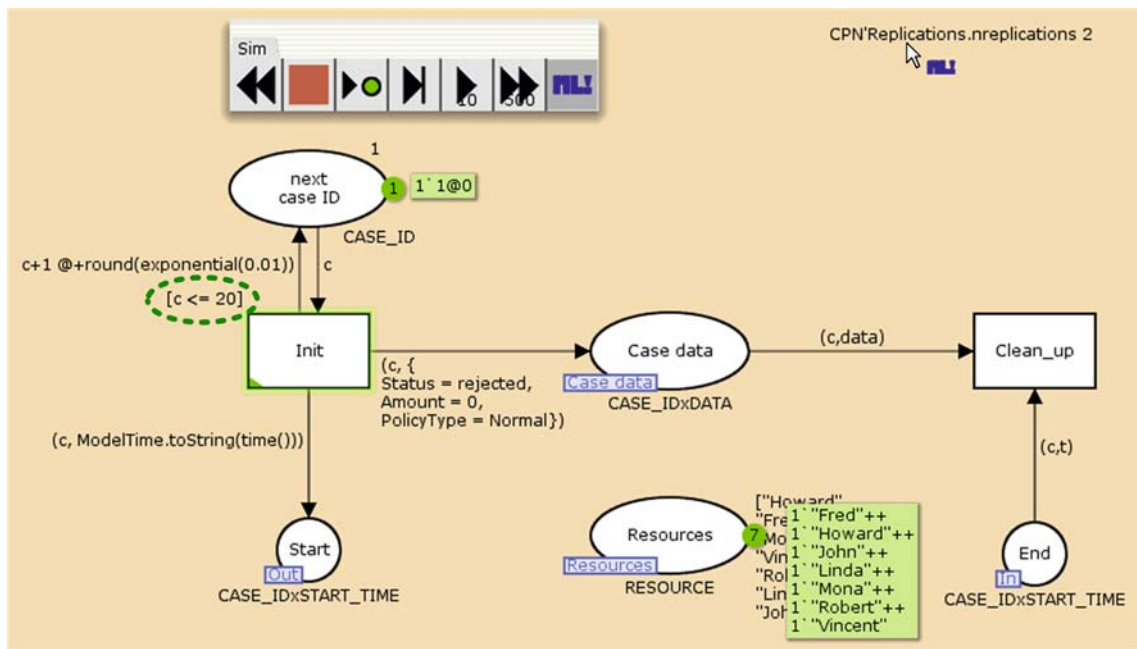 CPN'Replications.nreplications 2
Sim
10
500
ML!
ML!
1
next
case ID
1
1`1@0
CASE_ID
c+1 @+round(exponential(0.01))
c
[c <= 20]
Init
(c, {
Status = rejected,
Amount = 0,
PolicyType = Normal})
Case data
Case data
CASE_IDxDATA
(c,data)
Clean_up
(c, ModelTime.toString(time()))
(c,t)
Start
Out
CASE_IDxSTART_TIME
Resources
Resources
RESOURCE
7
["Howard"
1`"Fred"++
1`"Howard"++
1`"John"++
1`"Linda"++
1`"Mona"++
1`"Robert"++
1`"Vincent"
End
In
CASE_IDxSTART_TIME